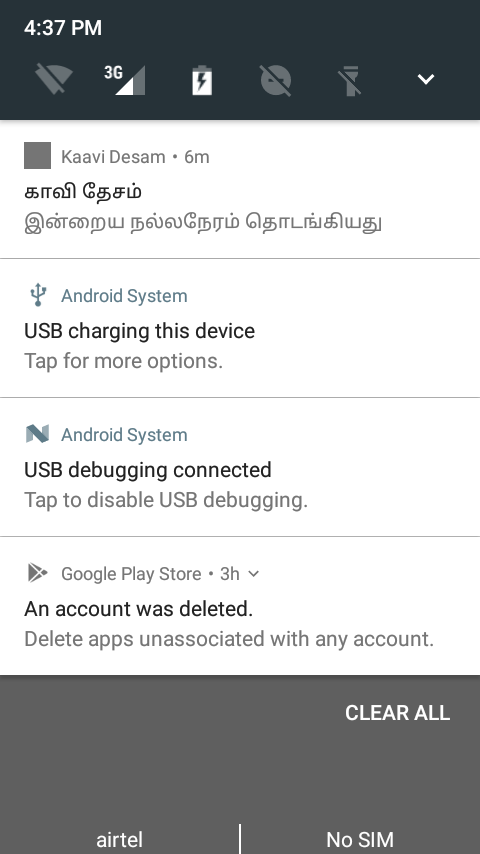 4:37 PM
3G
Kaavi Desam • 6m
காவி தேசம்
இன்றைய நல்லநேரம் தொடங்கியது
Android System
USB charging this device
Tap for more options.
Android System
USB debugging connected
Tap to disable USB debugging.
Google Play Store • 3h
An account was deleted.
Delete apps unassociated with any account.
CLEAR ALL
airtel
No SIM